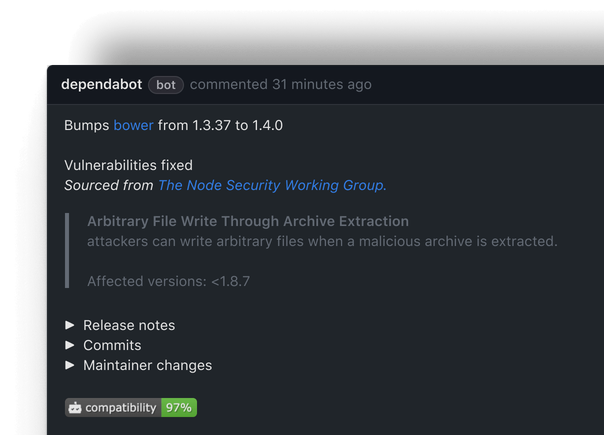 dependabot bot commented 31 minutes ago
Bumps bower from 1.3.37 to 1.4.0
Vulnerabilities fixed
Sourced from The Node Security Working Group.
Arbitrary File Write Through Archive Extraction
attackers can write arbitrary files when a malicious archive is extracted.
Affected versions: <1.8.7
► Release notes
► Commits
► Maintainer changes
compatibility 97%